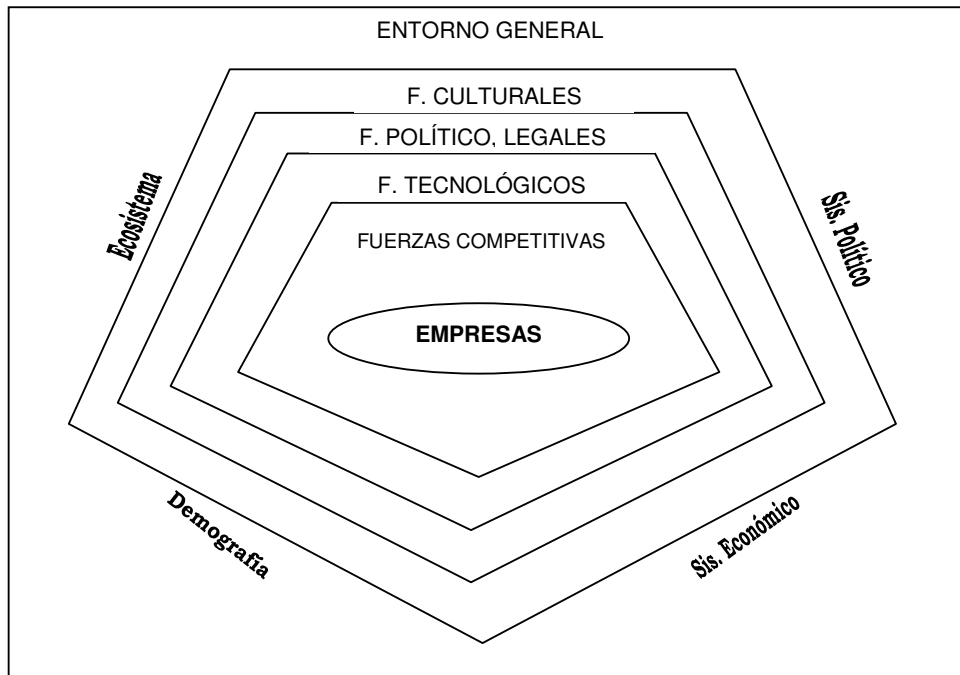 ENTORNO GENERAL
F. CULTURALES
F. POLÍTICO, LEGALES
F. TECNOLÓGICOS
FUERZAS COMPETITIVAS
EMPRESAS
Ecosistema
Sis. Político
Demografía
Sis. Económico